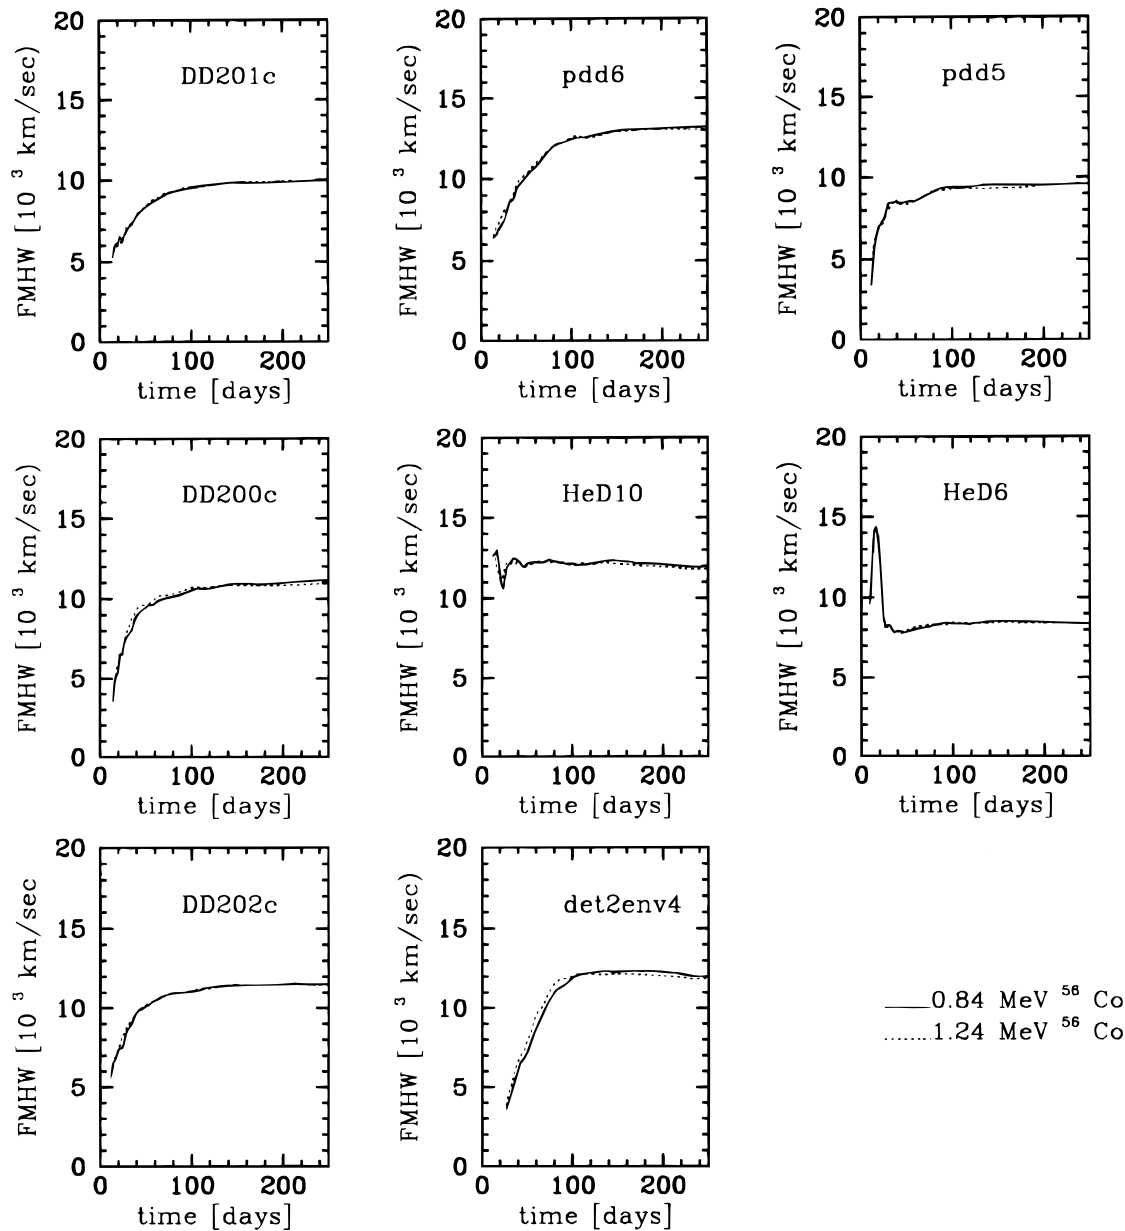 20
15
10
5
0
FMHW [10 ³ km/sec)
DD201c
0 100 200
time [days]
20
15
10
5
0
FMHW [10 ³ km/sec)
pdd6
0 100 200
time [days]
20
15
10
5
0
FMHW [10 ³ km/sec)
pdd5
0 100 200
time [days]
20
15
10
5
0
FMHW [10 ³ km/sec)
DD200c
0 100 200
time [days]
20
15
10
5
0
FMHW [10 ³ km/sec)
HeD10
0 100 200
time [days]
20
15
10
5
0
FMHW [10 ³ km/sec)
HeD6
0 100 200
time [days]
20
15
10
5
0
FMHW [10 ³ km/sec
DD202c
0 100 200
time [days]
20
15
10
5
0
FMHW [10 ³ km/sec)
det2env4
0 100 200
time [days]
0.84 MeV ⁵⁶ Co
1.24 MeV ⁵⁶ Co